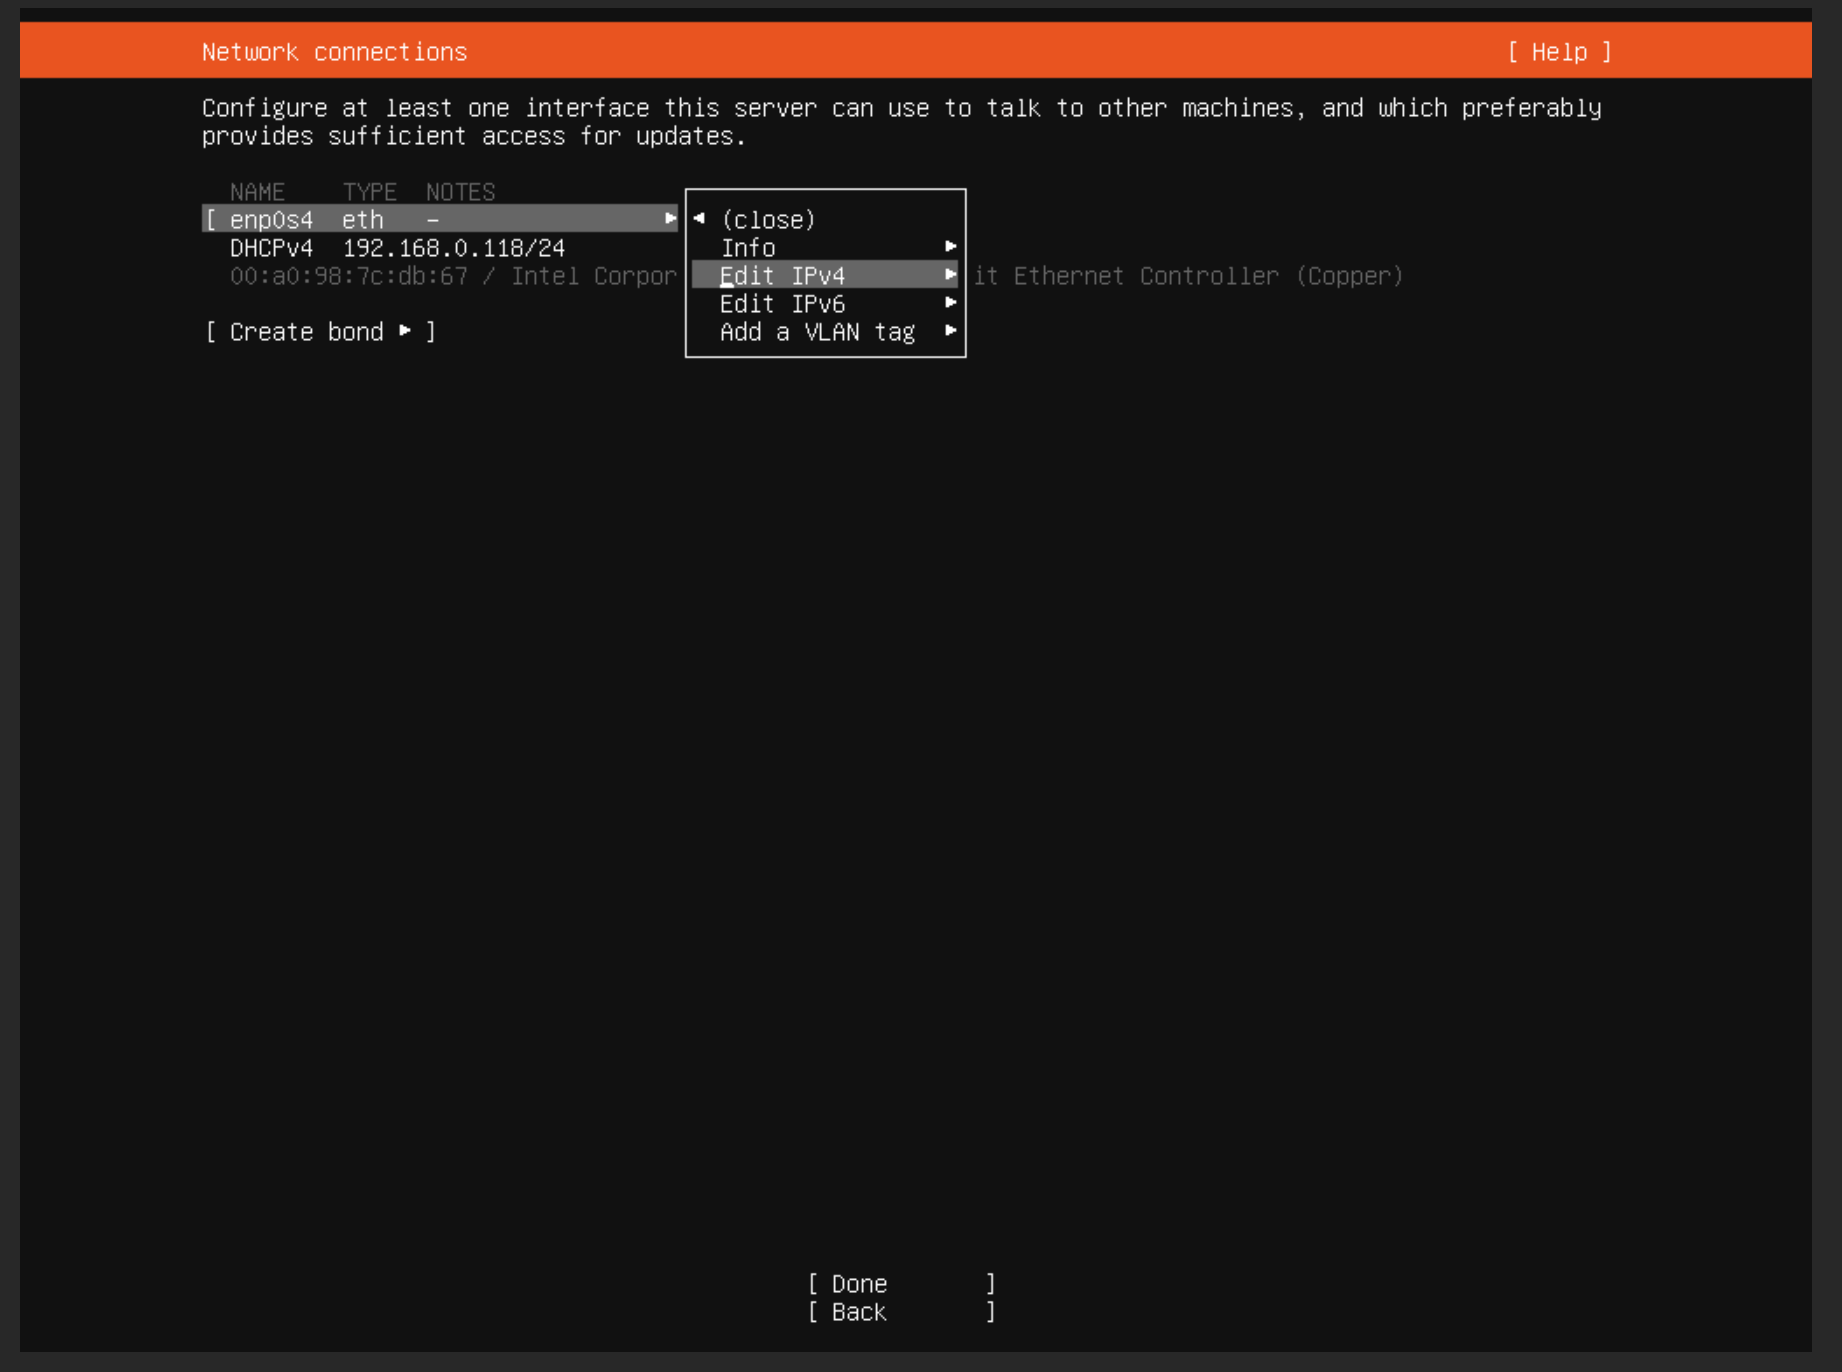 Network connections [ Help ]
Configure at least one interface this server can use to talk to other machines, and which preferably
provides sufficient access for updates.
NAME TYPE NOTES
[ enp0s4 eth – ▸ ◂ (close)
DHCPv4 192.168.0.118/24 Info ▸
00:a0:98:7c:db:67 / Intel Corpor Edit IPv4 ▸ it Ethernet Controller (Copper)
Edit IPv6 ▸
[ Create bond ▸ ] Add a VLAN tag ▸
[ Done ]
[ Back ]